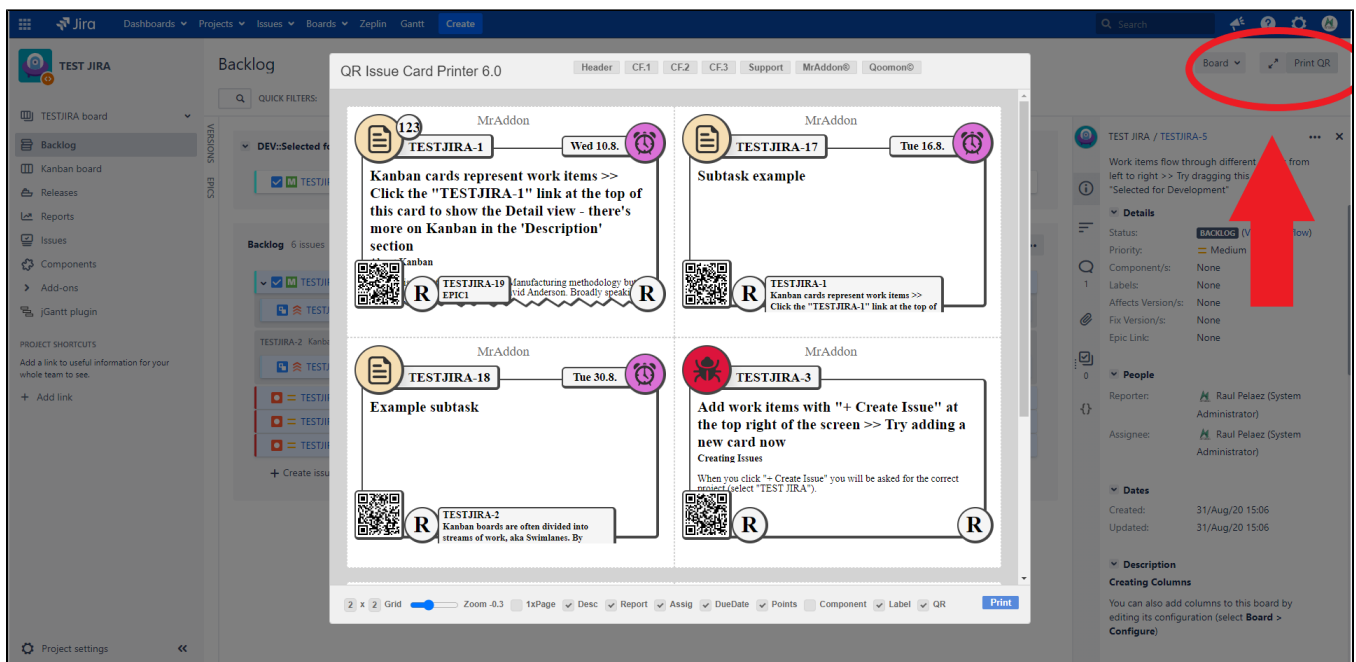 Jira
Dashboards
Projects
Issues
Boards
Zeplin
Gantt
Create
Search
TEST JIRA
TESTJIRA board
Backlog
Kanban board
Releases
Reports
Issues
Components
Add-ons
jGantt plugin
PROJECT SHORTCUTS
Add a link to useful information for your
whole team to see.
+ Add link
Project settings
Backlog
QUICK FILTERS:
VERSIONS
EPICS
DEV::Selected
M
Backlog 6 issues
M
TESTJIRA-2
+ Create
Board
Print QR
QR Issue Card Printer 6.0
Header
CF.1
CF.2
CF.3
Support
MrAddon®
Qoomon®
MrAddon
123
TESTJIRA-1
Wed 10.8.
Kanban cards represent work items >>
Click the "TESTJIRA-1" link at the top of
this card to show the Detail view - there's
more on Kanban in the 'Description'
section
Kanban
Manufacturing methodology
Anderson. Broadly
R
TESTJIRA-19
EPIC1
R
MrAddon
TESTJIRA-17
Tue 16.8.
Subtask example
R
TESTJIRA-1
Kanban cards represent work items >>
Click the "TESTJIRA-1" link at the top of
MrAddon
TESTJIRA-18
Tue 30.8.
Example subtask
R
TESTJIRA-2
Kanban boards are often divided into
streams of work, aka Swimlanes. By
MrAddon
TESTJIRA-3
Add work items with "+ Create Issue" at
the top right of the screen >> Try adding a
new card now
Creating Issues
When you click "+ Create Issue" you will be asked for the correct
project (select "TEST JIRA").
R
R
2 x 2 Grid
Zoom -0.3
1xPage
Desc
Report
Assig
DueDate
Points
Component
Label
QR
Print
TEST JIRA / TESTJIRA-5
Work items flow through different from
left to right >> Try dragging this
"Selected for Development"
Details
Status:
BACKLOG
Priority:
Medium
Component/s:
None
Labels:
None
Affects Version/s:
None
Fix Version/s:
None
Epic Link:
None
1
0
{}
People
Reporter:
Raul Pelaez (System
Administrator)
Assignee:
Raul Pelaez (System
Administrator)
Dates
Created:
31/Aug/20 15:06
Updated:
31/Aug/20 15:06
Description
Creating Columns
You can also add columns to this board by
editing its configuration (select Board >
Configure)